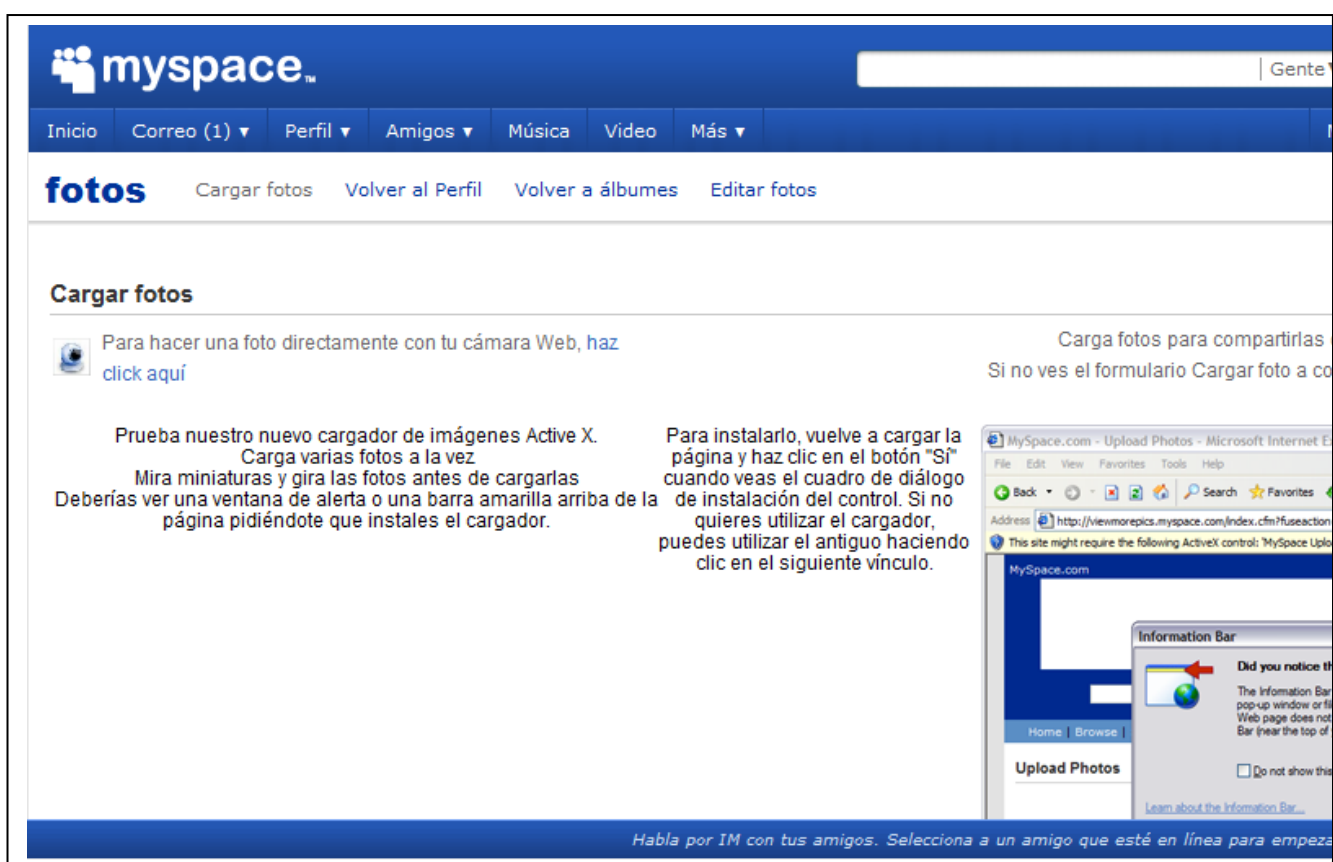 myspace™
Gente
Inicio Correo (1) ▾ Perfil ▾ Amigos ▾ Música Video Más ▾
fotos Cargar fotos Volver al Perfil Volver a álbumes Editar fotos
Cargar fotos
Para hacer una foto directamente con tu cámara Web, haz
click aquí
Carga fotos para compartirlas
Si no ves el formulario Cargar foto a co
Prueba nuestro nuevo cargador de imágenes Active X.
Carga varias fotos a la vez
Mira miniaturas y gira las fotos antes de cargarlas
Deberías ver una ventana de alerta o una barra amarilla arriba de la
página pidiéndote que instales el cargador.
Para instalarlo, vuelve a cargar la
página y haz clic en el botón "Sí"
cuando veas el cuadro de diálogo
de instalación del control. Si no
quieres utilizar el cargador,
puedes utilizar el antiguo haciendo
clic en el siguiente vínculo.
MySpace.com - Upload Photos - Microsoft Internet Ex
File Edit View Favorites Tools Help
Back Search Favorites
Address http://viewmorepics.myspace.com/index.cfm?fuseaction
This site might require the following ActiveX control: 'MySpace Uplo
MySpace.com
Information Bar
Did you notice th
The Information Bar
pop-up window or fil
Web page does not
Bar (near the top of
Home | Browse |
Upload Photos
Do not show this
Learn about the Information Bar...
Habla por IM con tus amigos. Selecciona a un amigo que esté en línea para empeza